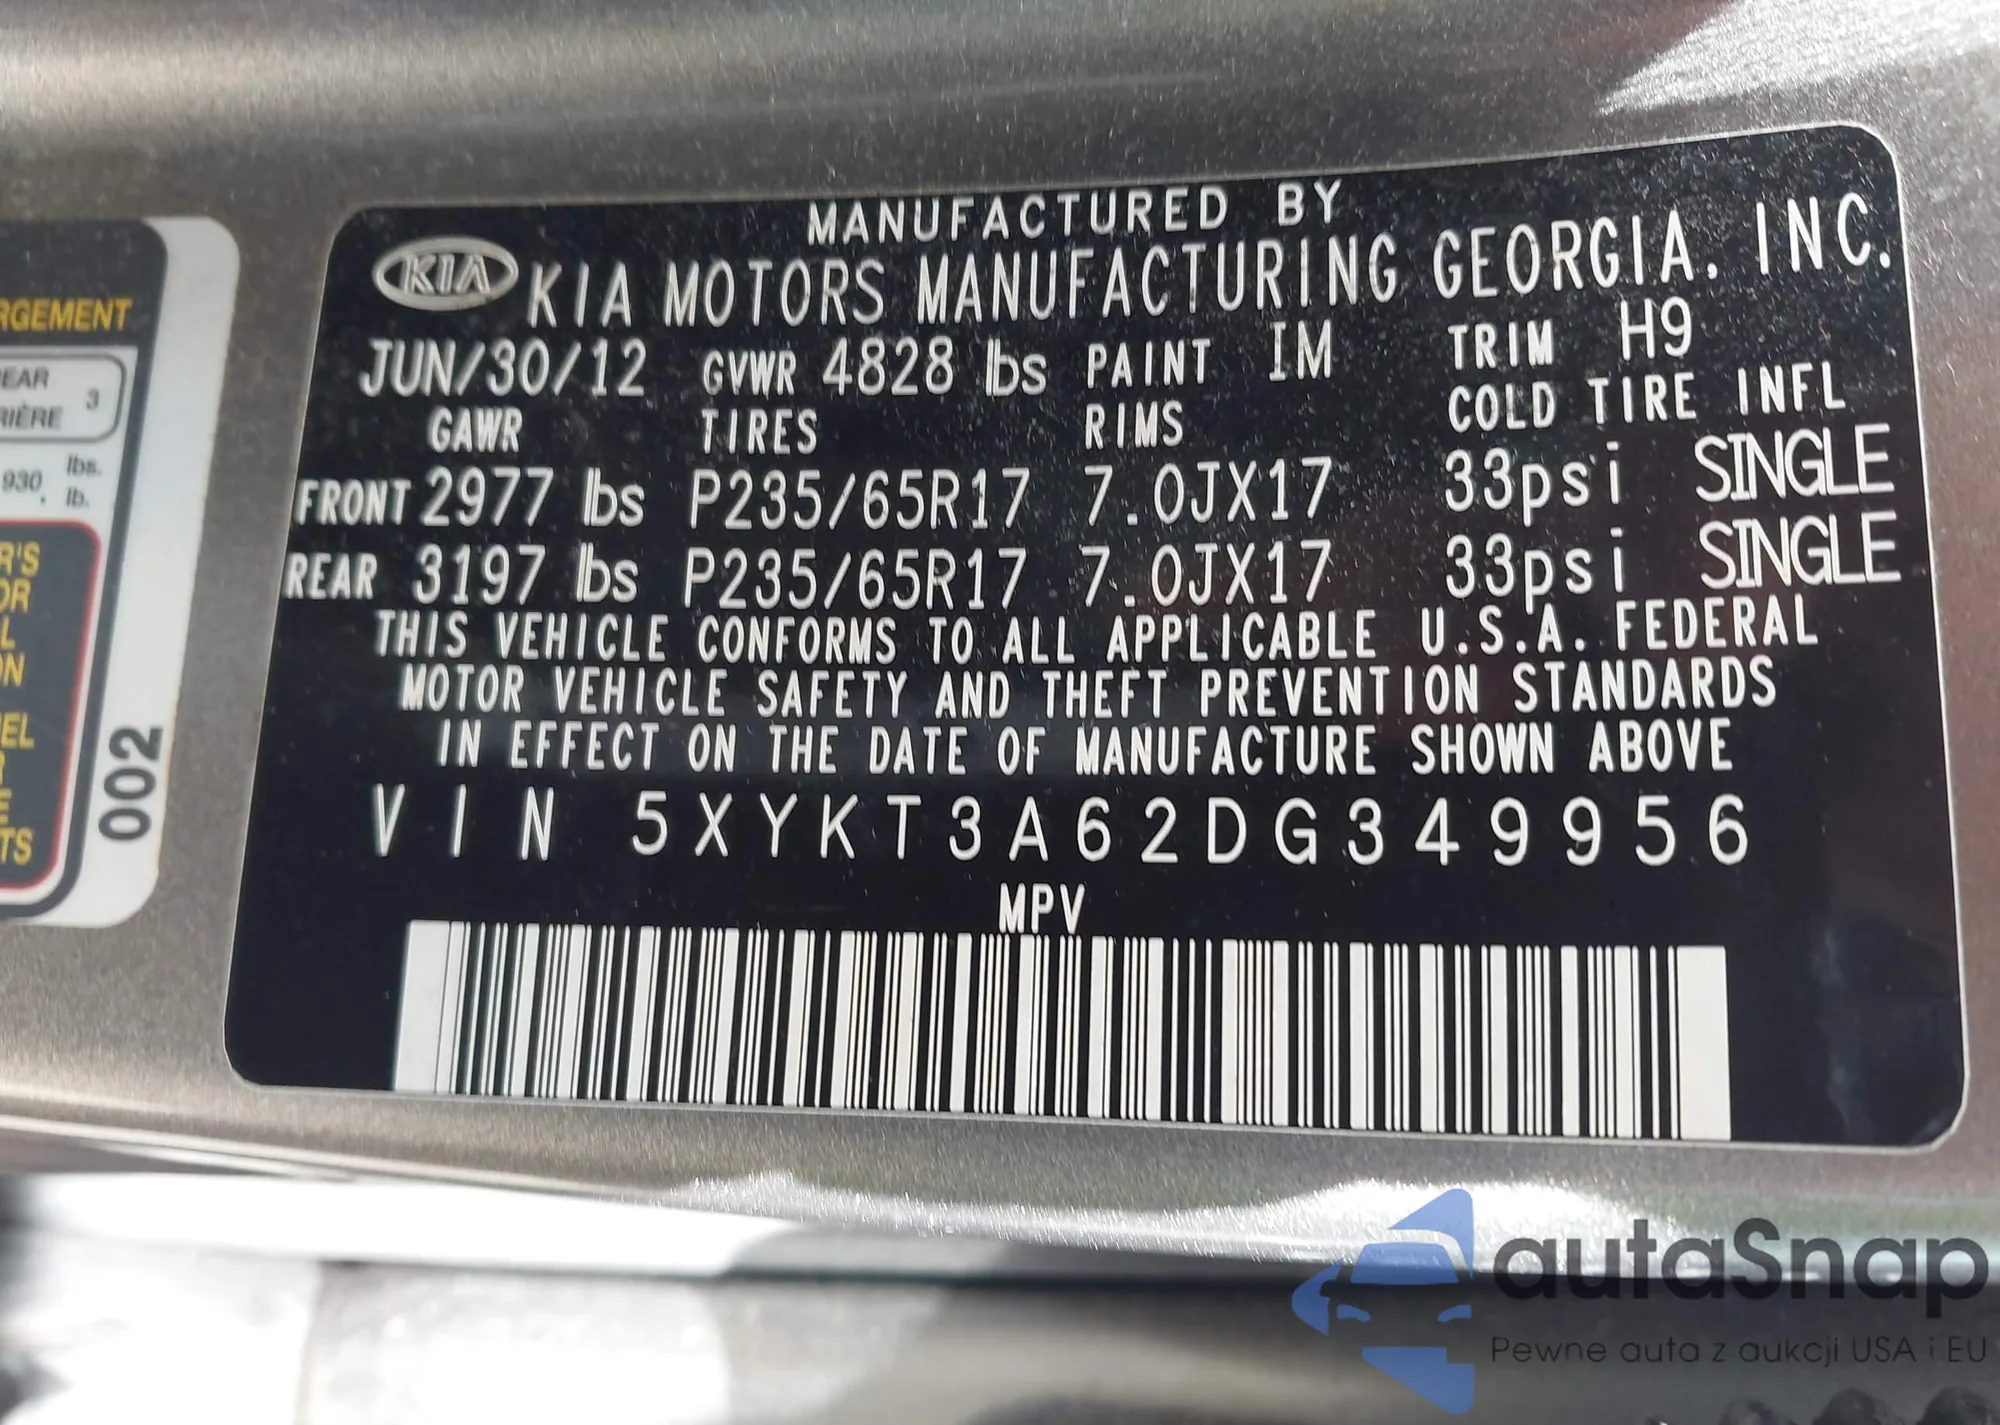 RGEMENT
EAR
RIÈRE
3
930
lbs.
lb.
R'S
OR
L
ON
EL
R
E
TS
002
MANUFACTURED BY
KIA KIA MOTORS MANUFACTURING GEORGIA. INC.
JUN/30/12 GVWR 4828 lbs PAINT IM TRIM H9
GAWR TIRES RIMS COLD TIRE INFL
FRONT 2977 lbs P235/65R17 7.0JX17 33psi SINGLE
REAR 3197 lbs P235/65R17 7.0JX17 33psi SINGLE
THIS VEHICLE CONFORMS TO ALL APPLICABLE U.S.A. FEDERAL
MOTOR VEHICLE SAFETY AND THEFT PREVENTION STANDARDS
IN EFFECT ON THE DATE OF MANUFACTURE SHOWN ABOVE
VIN 5XYKT3A62DG349956
MPV
autaSnap
Pewne auta z aukcji USA i EU